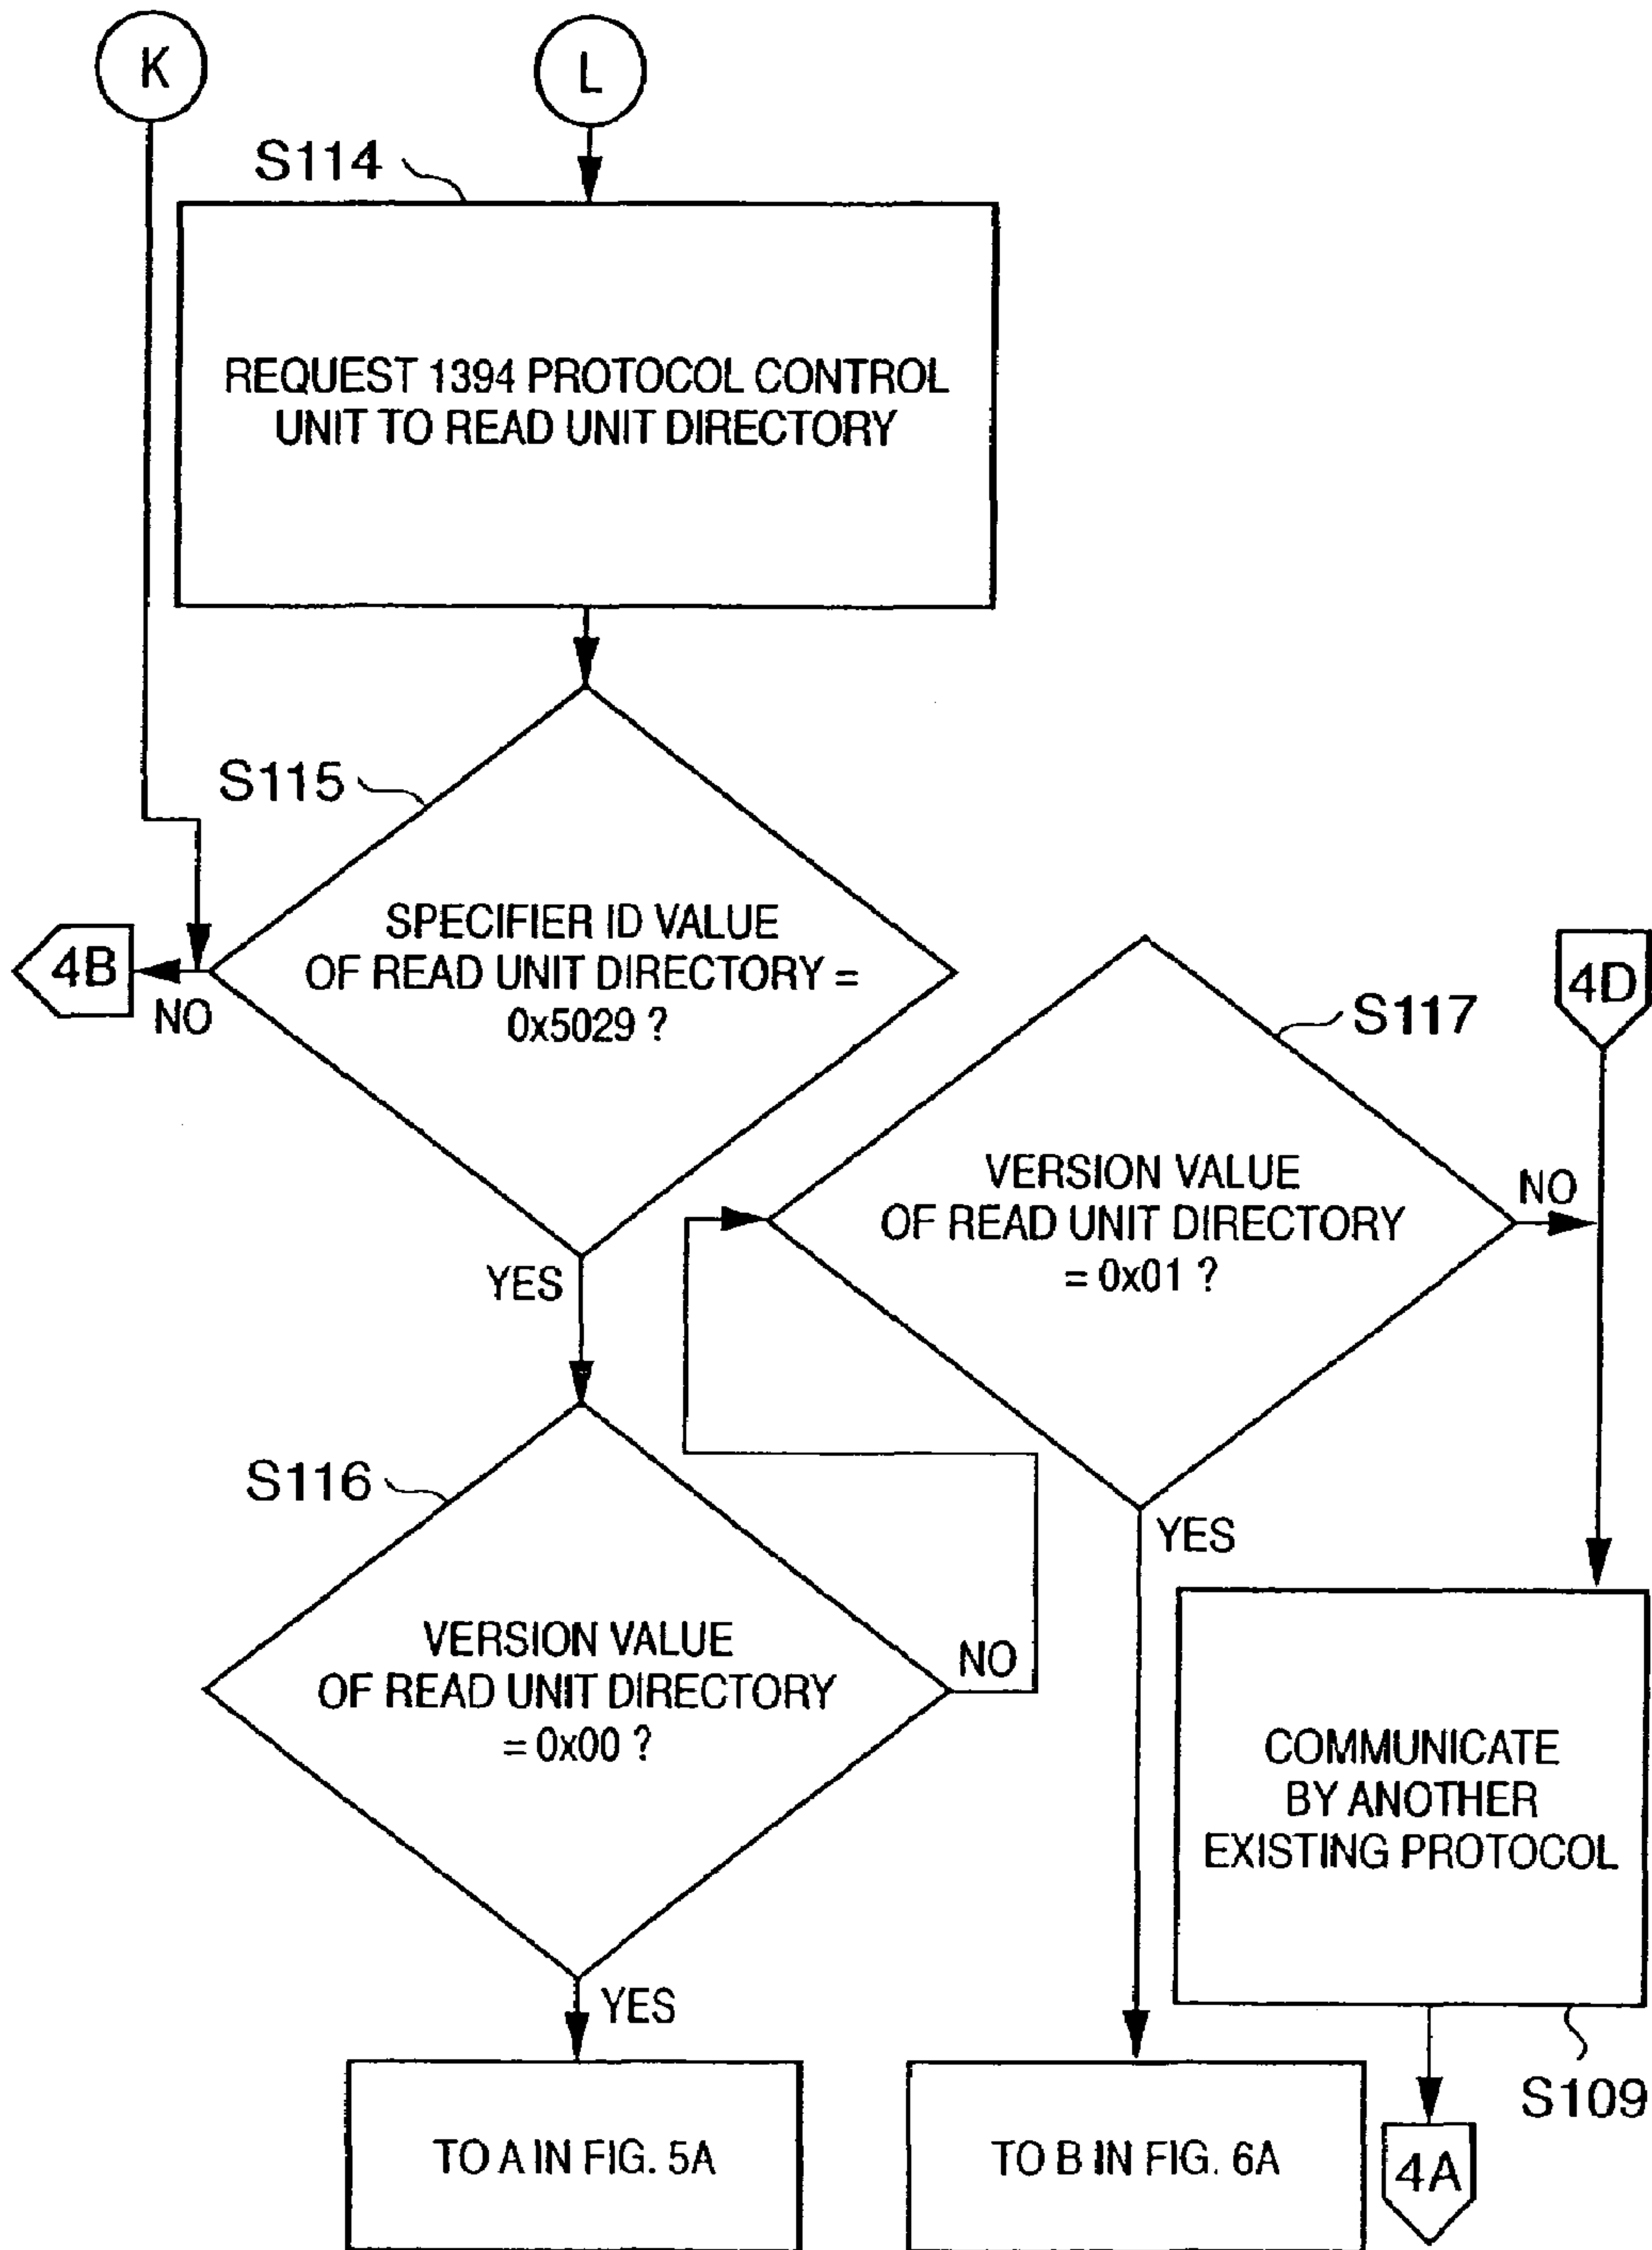 K
L
S114
REQUEST 1394 PROTOCOL CONTROL
UNIT TO READ UNIT DIRECTORY
S115
SPECIFIER ID VALUE
OF READ UNIT DIRECTORY =
0x5029 ?
4B
NO
YES
S117
4D
VERSION VALUE
OF READ UNIT DIRECTORY
= 0x01 ?
NO
YES
S116
VERSION VALUE
OF READ UNIT DIRECTORY
= 0x00 ?
NO
YES
COMMUNICATE
BY ANOTHER
EXISTING PROTOCOL
S109
TO A IN FIG. 5A
TO B IN FIG. 6A
4A